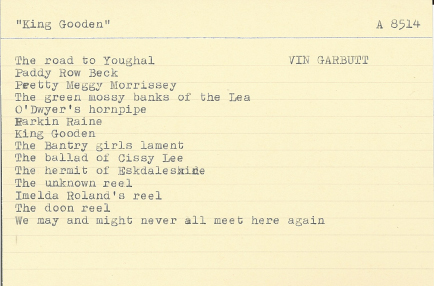 "King Gooden" A 8514
The road to Youghal VIN GARBUTT
Paddy Row Beck
Pretty Meggy Morrissey
The green mossy banks of the Lea
O'Dwyer's hornpipe
Farkin Raine
King Gooden
The Bantry girls lament
The ballad of Cissy Lee
The hermit of Eskdaleside
The unknown reel
Imelda Roland's reel
The doon reel
We may and might never all meet here again